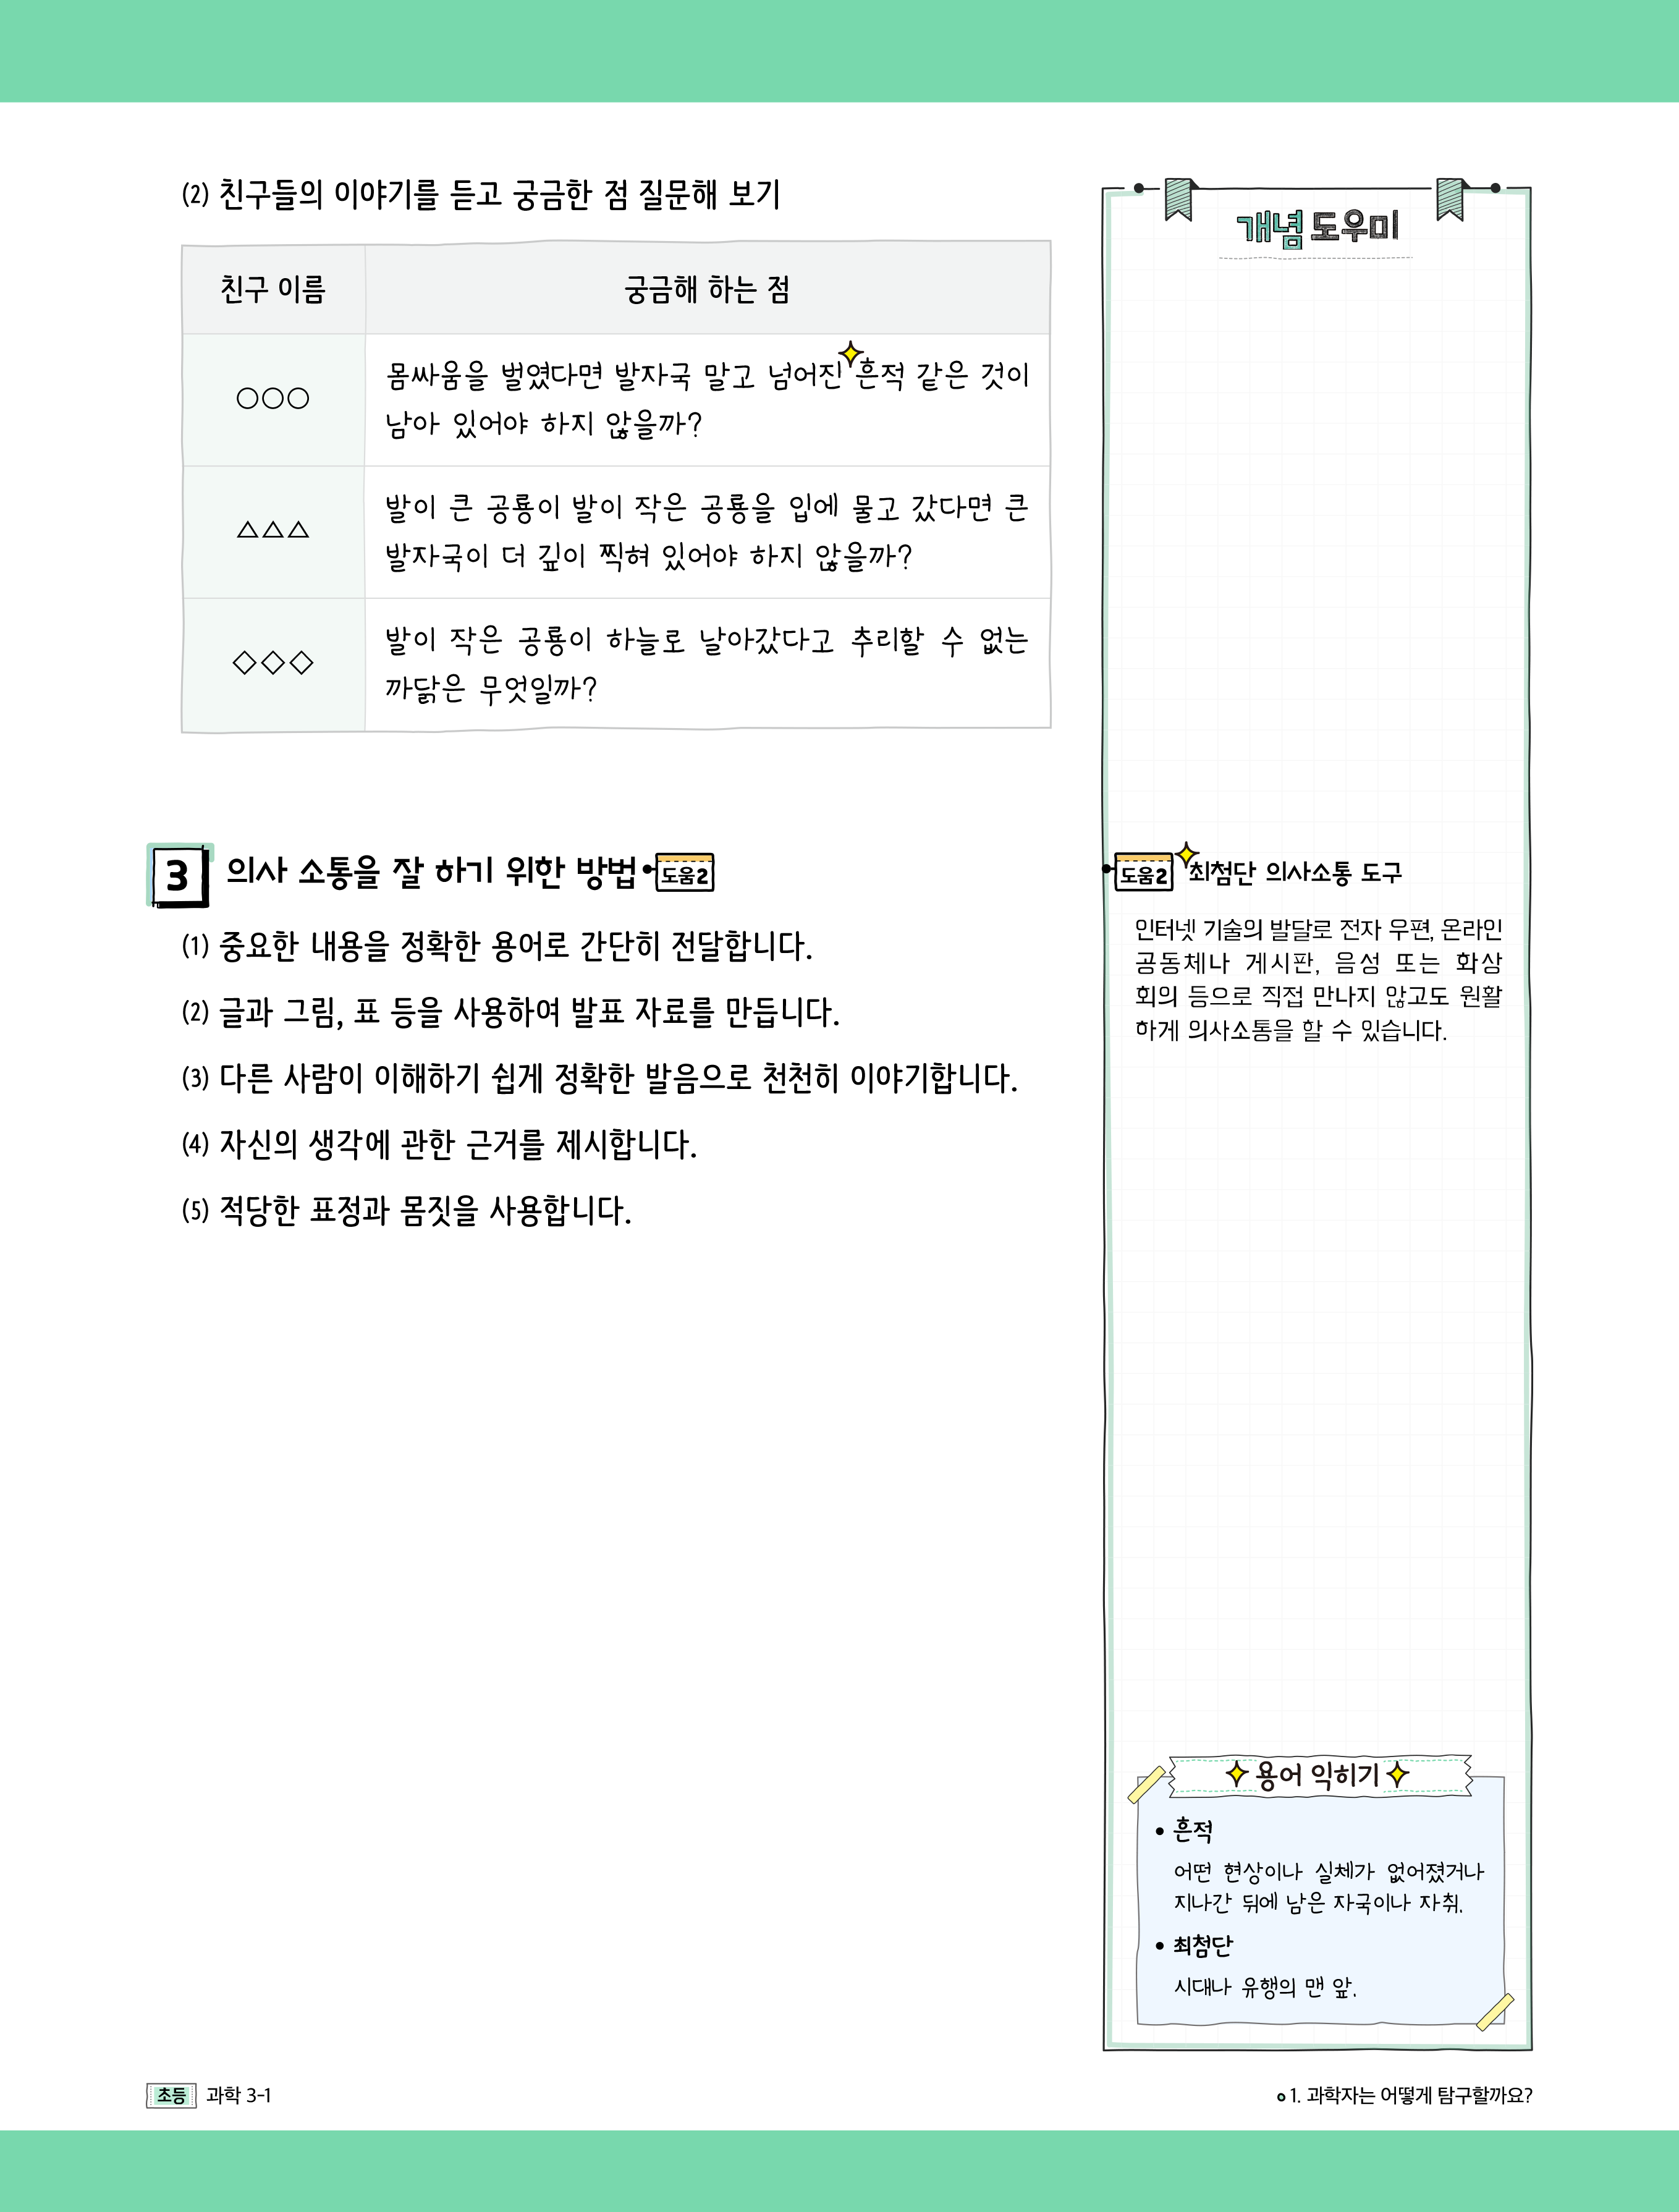 (2) 친구들의 이야기를 듣고 궁금한 점 질문해 보기
친구 이름 궁금해 하는 점
○○○
몸싸움을 벌였다면 발자국 말고 넘어진 흔적 같은 것이
남아 있어야 하지 않을까?
△△△
발이 큰 공룡이 발이 작은 공룡을 입에 물고 갔다면 큰
발자국이 더 깊이 찍혀 있어야 하지 않을까?
◇◇◇
발이 작은 공룡이 하늘로 날아갔다고 추리할 수 없는
까닭은 무엇일까?
3 의사 소통을 잘 하기 위한 방법 도움2
(1) 중요한 내용을 정확한 용어로 간단히 전달합니다.
(2) 글과 그림, 표 등을 사용하여 발표 자료를 만듭니다.
(3) 다른 사람이 이해하기 쉽게 정확한 발음으로 천천히 이야기합니다.
(4) 자신의 생각에 관한 근거를 제시합니다.
(5) 적당한 표정과 몸짓을 사용합니다.
개념 도우미
도움2 최첨단 의사소통 도구
인터넷 기술의 발달로 전자 우편, 온라인
공동체나 게시판, 음성 또는 화상
회의 등으로 직접 만나지 않고도 원활
하게 의사소통을 할 수 있습니다.
용어 익히기
• 흔적
어떤 현상이나 실체가 없어졌거나
지나간 뒤에 남은 자국이나 자취.
• 최첨단
시대나 유행의 맨 앞.
초등 과학 3-1
1. 과학자는 어떻게 탐구할까요?